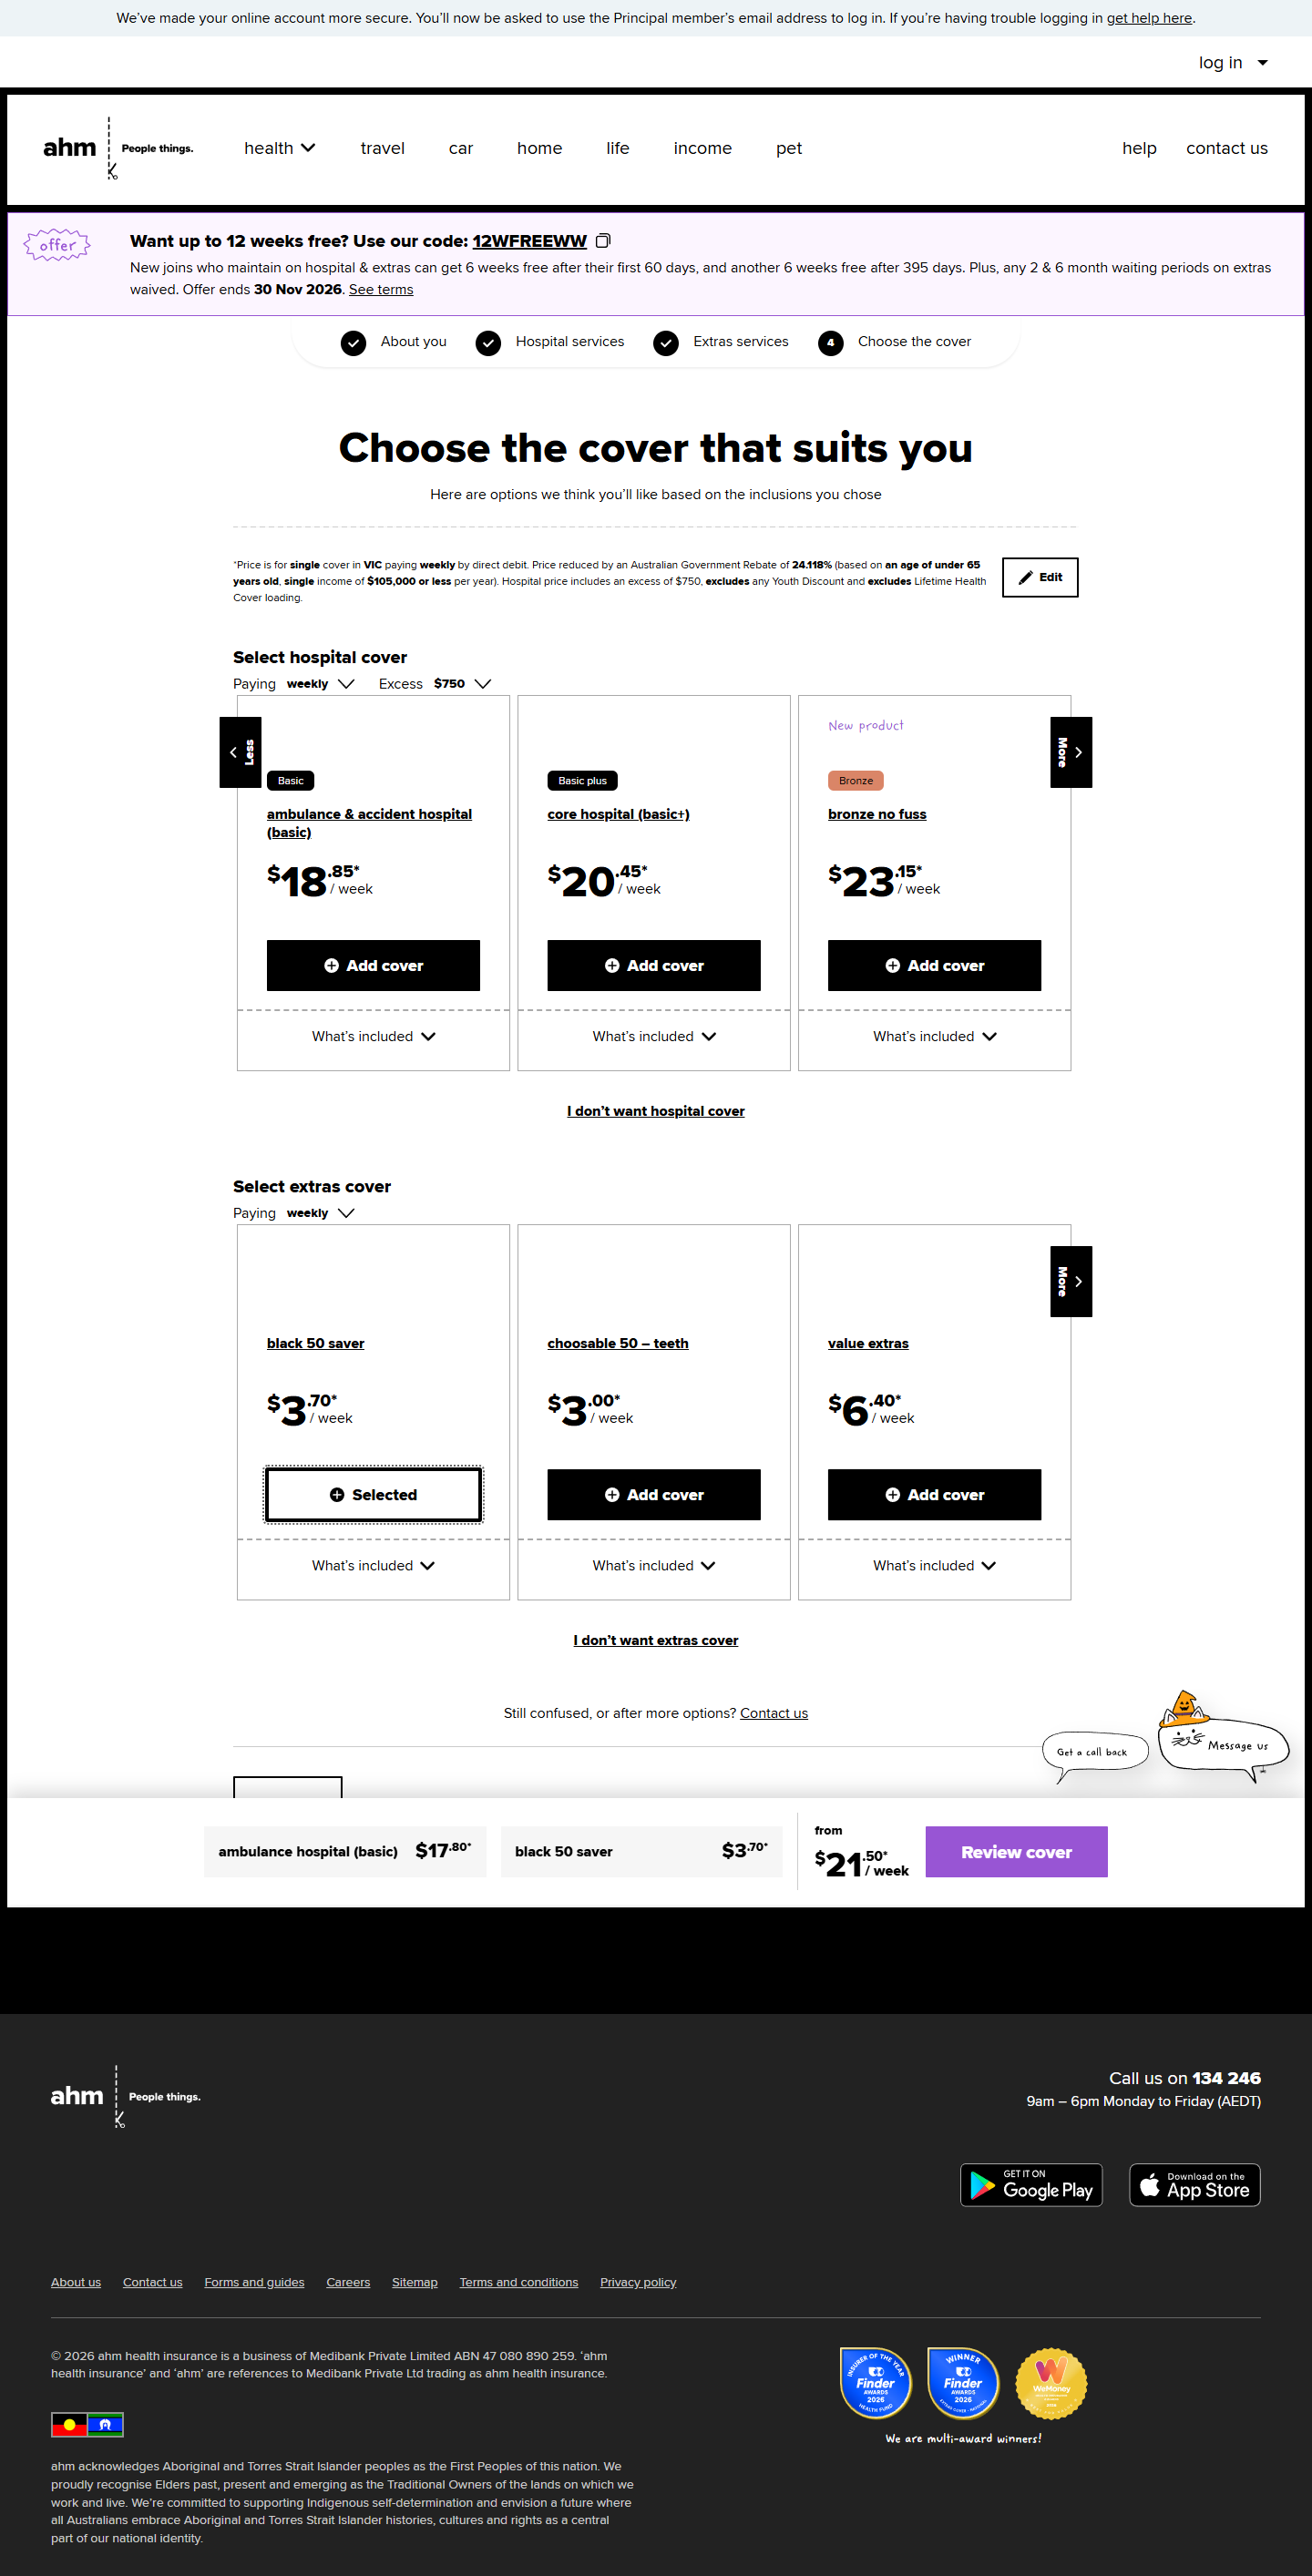 We've made your online account more secure. You'll now be asked to use the Principal member's email address to log in. If you're having trouble logging in get help here.
log in
ahm People things.
health travel car home life income pet help contact us
offer
Want up to 12 weeks free? Use our code: 12WFREEWW
New joins who maintain on hospital & extras can get 6 weeks free after their first 60 days, and another 6 weeks free after 395 days. Plus, any 2 & 6 month waiting periods on extras
waived. Offer ends 30 Nov 2026. See terms
About you Hospital services Extras services 4 Choose the cover
Choose the cover that suits you
Here are options we think you'll like based on the inclusions you chose
*Price is for single cover in VIC paying weekly by direct debit. Price reduced by an Australian Government Rebate of 24.118% (based on an age of under 65
years old, single income of $105,000 or less per year). Hospital price includes an excess of $750, excludes any Youth Discount and excludes Lifetime Health
Cover loading.
Edit
Select hospital cover
Paying weekly Excess $750
Less
New product
More
Basic Basic plus Bronze
ambulance & accident hospital
(basic)
core hospital (basic+)
bronze no fuss
$18.85* / week $20.45* / week $23.15* / week
Add cover Add cover Add cover
What's included What's included What's included
I don't want hospital cover
Select extras cover
Paying weekly
More
black 50 saver choosable 50 – teeth value extras
$3.70* / week $3.00* / week $6.40* / week
Selected Add cover Add cover
What's included What's included What's included
I don't want extras cover
Still confused, or after more options? Contact us
Get a call back
Message us
ambulance hospital (basic) $17.80* black 50 saver $3.70*
from
$21.50* / week
Review cover
ahm People things.
Call us on 134 246
9am – 6pm Monday to Friday (AEDT)
GET IT ON
Google Play
Download on the
App Store
About us Contact us Forms and guides Careers Sitemap Terms and conditions Privacy policy
© 2026 ahm health insurance is a business of Medibank Private Limited ABN 47 080 890 259. 'ahm
health insurance' and 'ahm' are references to Medibank Private Ltd trading as ahm health insurance.
INSURER OF THE YEAR
Finder
AWARDS
2026
HEALTH FUND
WINNER
Finder
AWARDS
2026
WeMoney
We are multi-award winners!
ahm acknowledges Aboriginal and Torres Strait Islander peoples as the First Peoples of this nation. We
proudly recognise Elders past, present and emerging as the Traditional Owners of the lands on which we
work and live. We're committed to supporting Indigenous self-determination and envision a future where
all Australians embrace Aboriginal and Torres Strait Islander histories, cultures and rights as a central
part of our national identity.